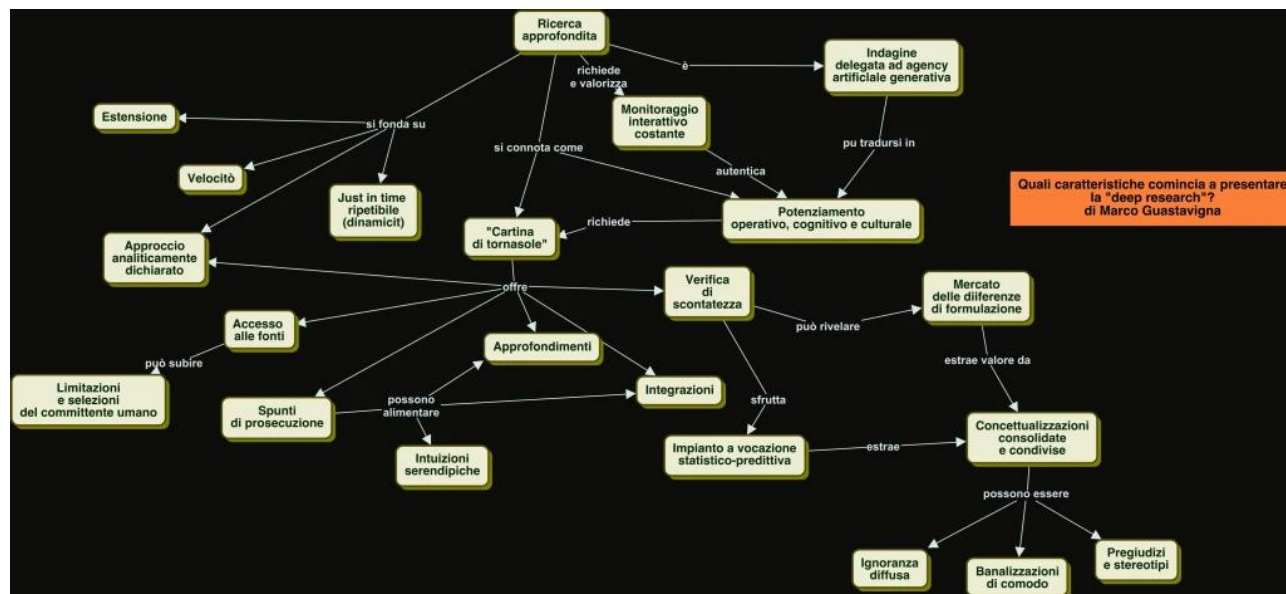 Ricerca
approfondita
Indagine
delegata ad agency
artificlale generativa
richiede
e valorizza
è
Monitoraggio
interattivo
costante
Estensione
si fonda su
si connota come
pu tradursi in
autentica
Velocitò
Just in time
ripetibile
(dinamicit)
Quali caratteristiche comincia a presentare
la "deep research"?
di Marco Guastavigna
Potenziamento
operativo, cognitivo e culturale
richiede
"Cartina
di tornasole"
Approccio
analiticamente
dichiarato
offre
Verifica
di
scontatezza
Mercato
delle diiferenze
di formulazione
può rivelare
Accesso
alle fonti
Approfondimenti
può subire
estrae valore da
Limitazioni
e selezioni
del committente umano
Integrazioni
Spunti
di prosecuzione
possono
alimentare
sfrutta
Concettualizzazioni
consolidate
e condivise
Impianto a vocazione
statistico-predittiva
estrae
Intuizioni
serendipiche
possono essere
Ignoranza
diffusa
Banalizzazioni
di comodo
Pregiudizi
e stereotipi